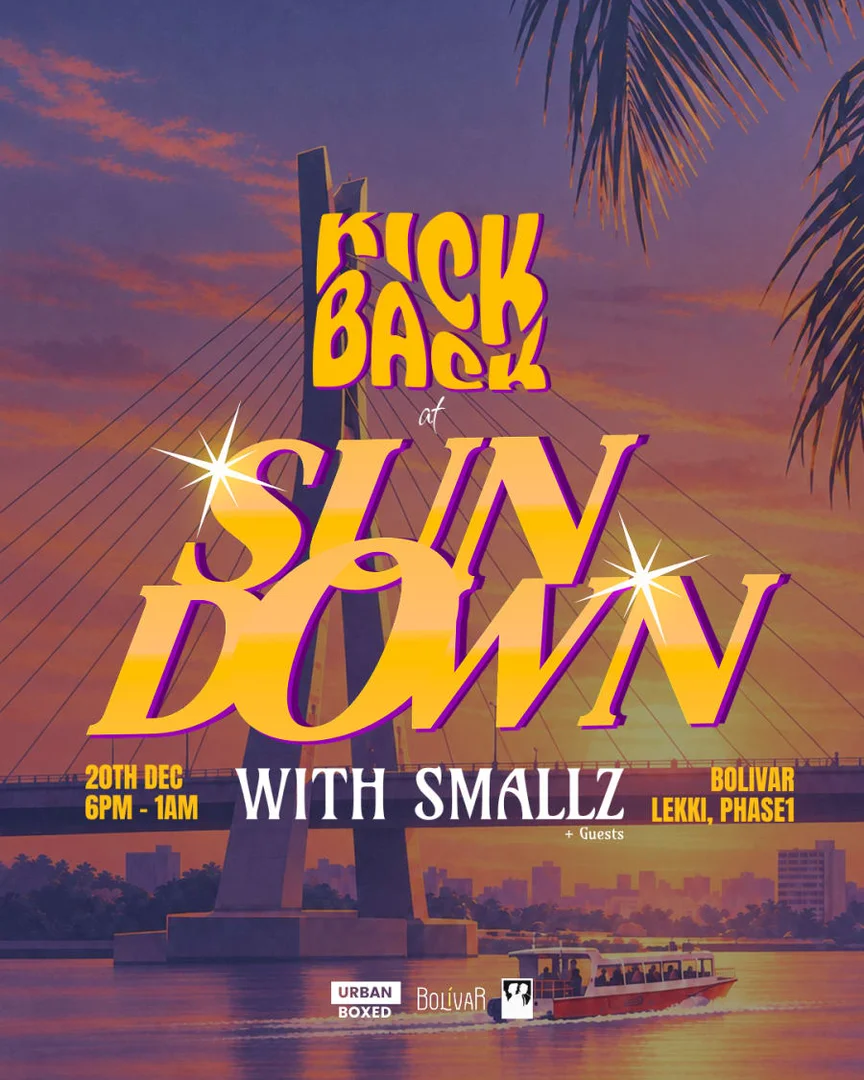 KICK
BACK
at
SUN
DOWN
20TH DEC
6PM - 1AM
WITH SMALLZ
+ Guests
BOLIVAR
LEKKI, PHASE1
URBAN
BOXED
BOLíVAR